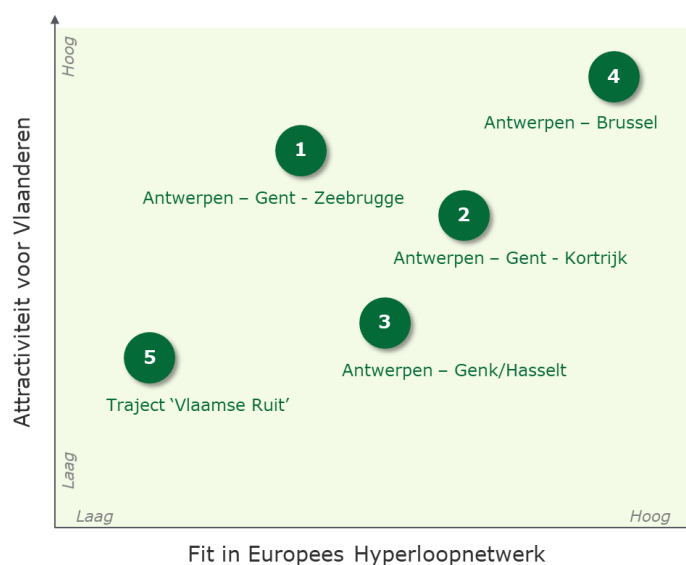 Hoog
4
Antwerpen – Brussel
1
Antwerpen – Gent - Zeebrugge
2
Antwerpen – Gent - Kortrijk
3
Antwerpen – Genk/Hasselt
5
Traject ‘Vlaamse Ruit’
Attractiviteit voor Vlaanderen
Laag
Laag
Hoog
Fit in Europees Hyperloopnetwerk